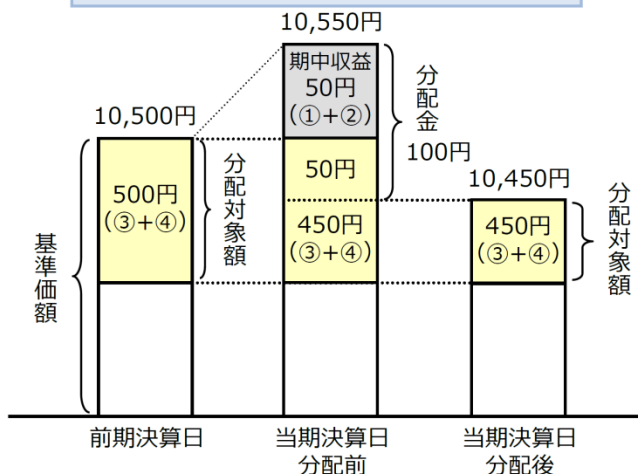 10,550円
期中収益
50円
(①+②)
分配金
100円
10,500円
500円
(③+④)
分配対象額
50円
450円
(③+④)
10,450円
450円
(③+④)
分配対象額
基準価額
前期決算日
当期決算日
分配前
当期決算日
分配後